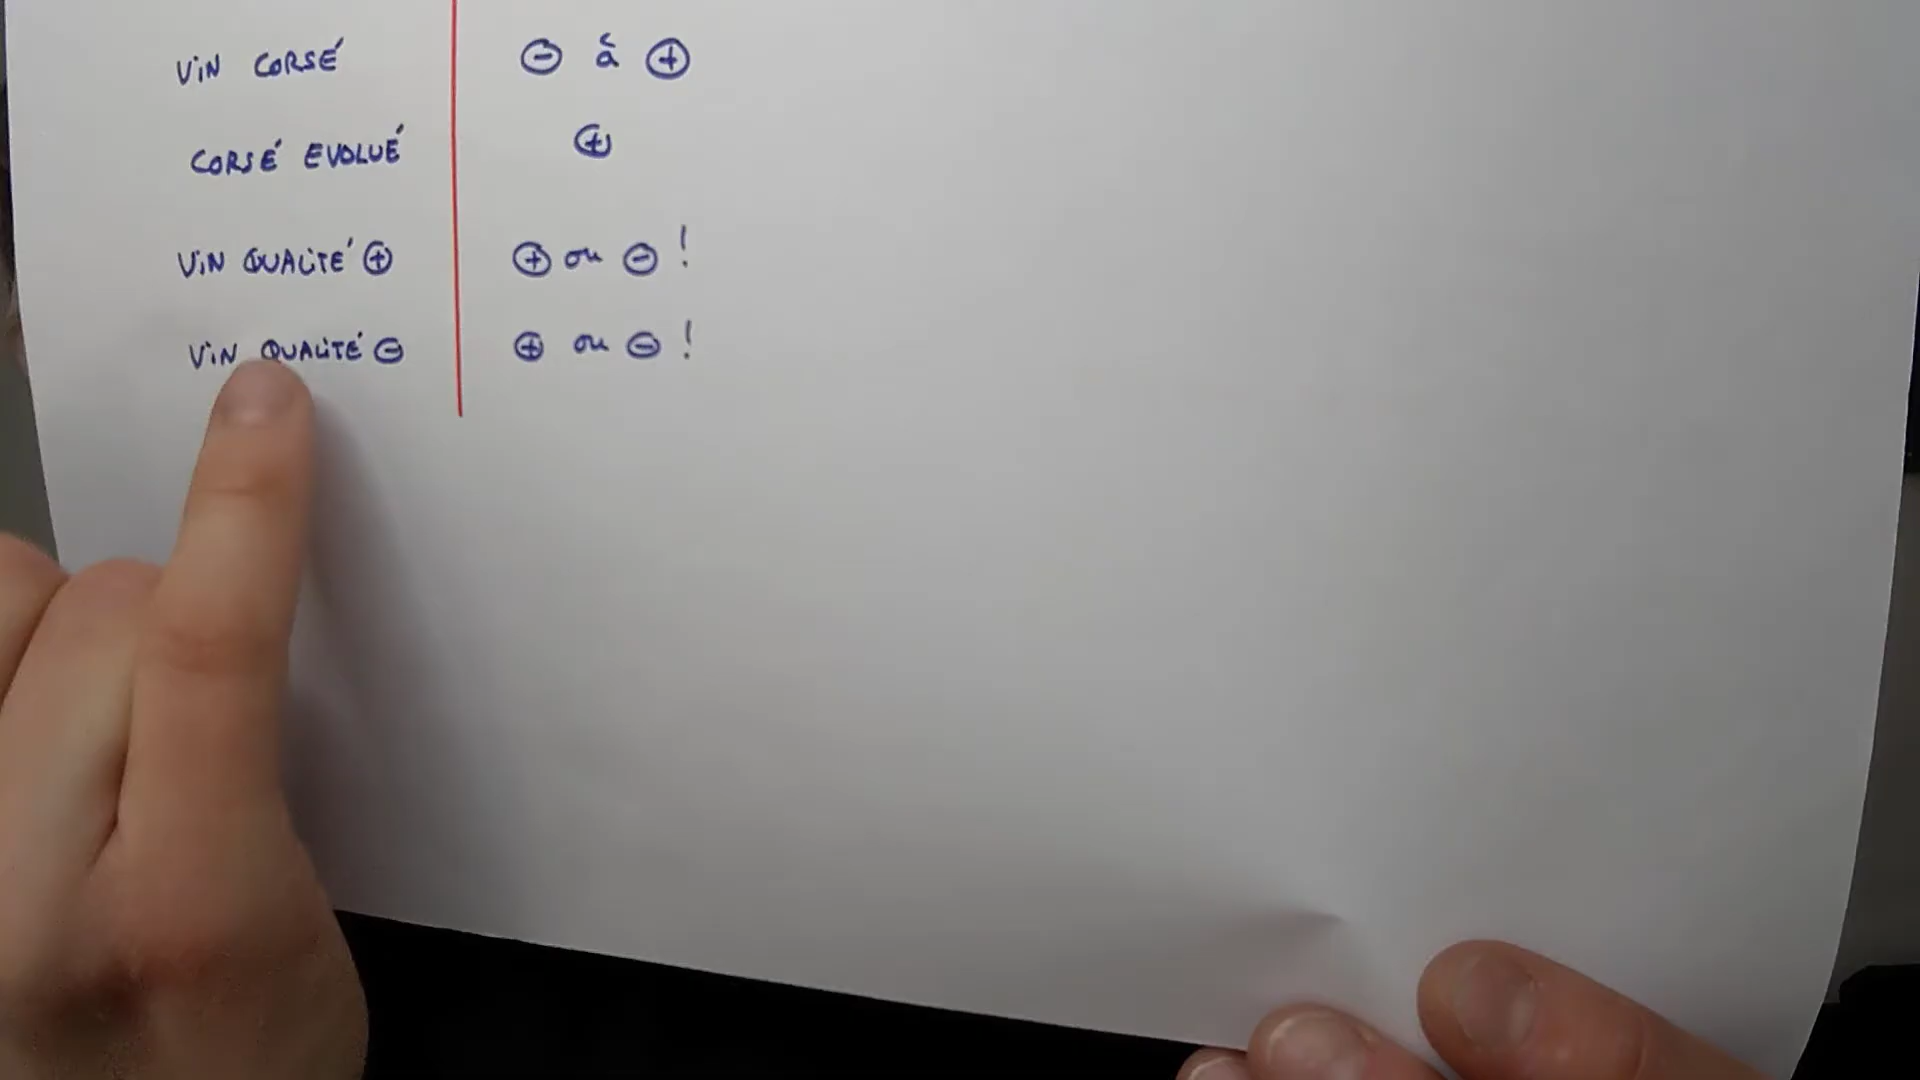 VIN CORSÉ ⊖ à ⊕
CORSÉ EVOLUÉ ⊕
VIN QUALITÉ ⊕ ⊕ ou ⊖ !
VIN QUALITÉ ⊖ ⊕ ou ⊖ !